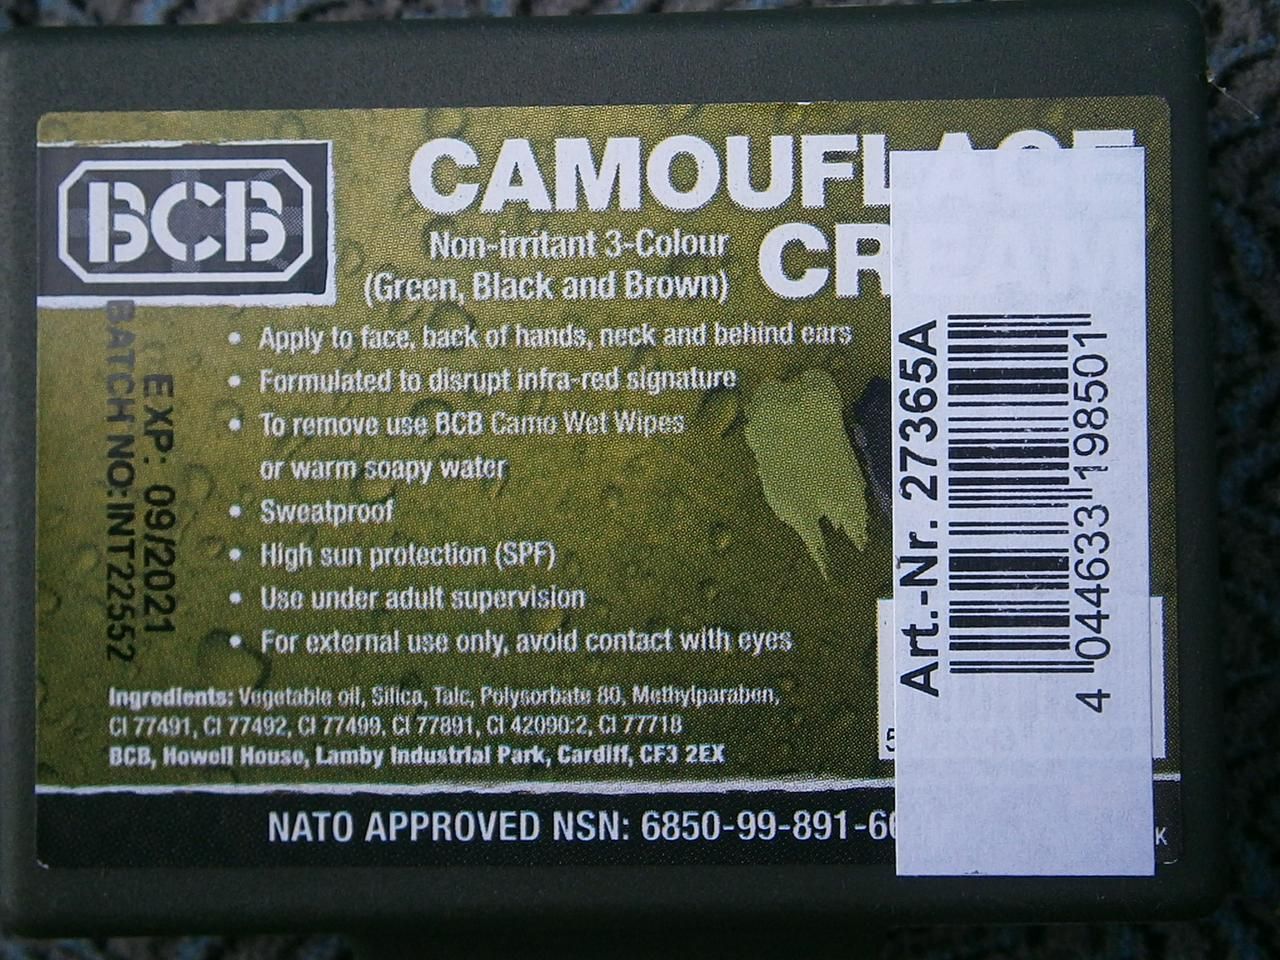 BCB
CAMOUFLAGE
Non-irritant 3-Colour
(Green, Black and Brown)
• Apply to face, back of hands, neck and behind ears
• Formulated to disrupt infra-red signature
• To remove use BCB Camo Wet Wipes
or warm soapy water
• Sweatproof
• High sun protection (SPF)
• Use under adult supervision
• For external use only, avoid contact with eyes
Ingredients: Vegetable oil, Silica, Talc, Polysorbate 80, Methylparaben,
CI 77491, CI 77492, CI 77499, CI 77891, CI 42090:2, CI 77718
BCB, Howell House, Lamby Industrial Park, Cardiff, CF3 2EX
NATO APPROVED NSN: 6850-99-891-6
EXP: 09/2021
BATCH NO:INT22552
Art.-Nr. 27365A
4 044633 198501